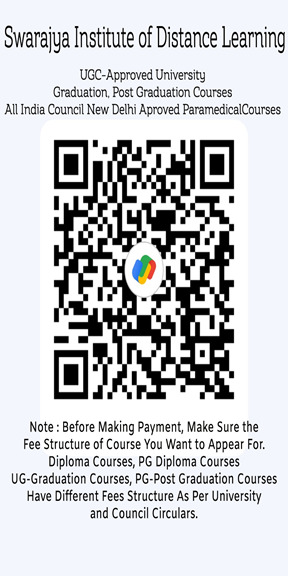 Swarajya Institute of Distance Learning
UGC-Approved University
Graduation, Post Graduation Courses
All India Council New Delhi Aproved ParamedicalCourses
Note : Before Making Payment, Make Sure the
Fee Structure of Course You Want to Appear For.
Diploma Courses, PG Diploma Courses
UG-Graduation Courses, PG-Post Graduation Courses
Have Different Fees Structure As Per University
and Council Circulars.